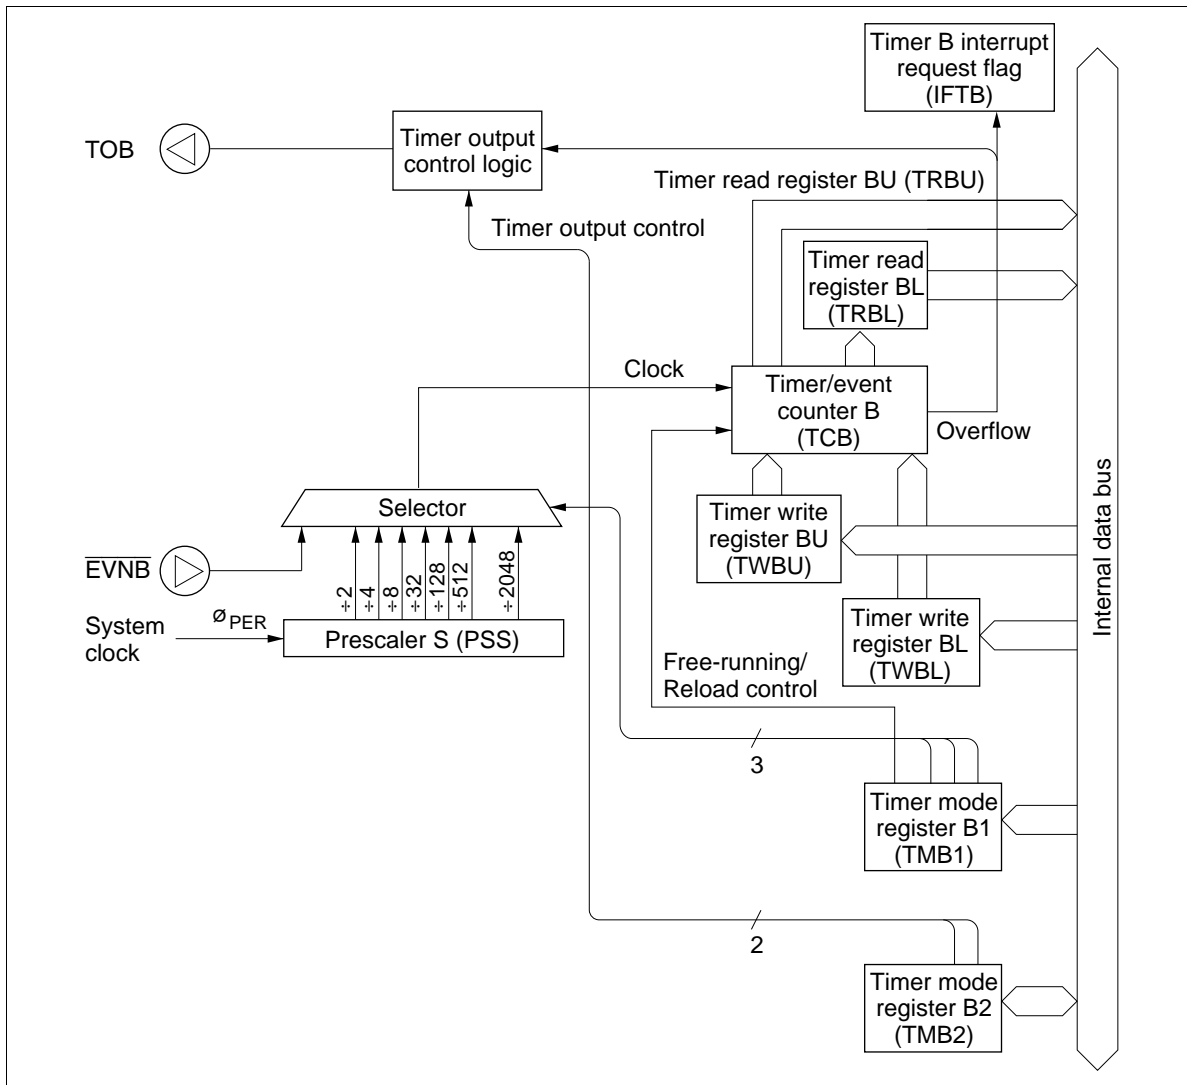 Timer B interrupt
request flag
(IFTB)
TOB
Timer output
control logic
Timer read register BU (TRBU)
Timer output control
Timer read
register BL
(TRBL)
Clock
Timer/event
counter B
(TCB)
Overflow
Selector
Timer write
register BU
(TWBU)
EVNB
÷2
÷4
÷8
÷32
÷128
÷512
÷2048
Internal data bus
System
clock
ø PER
Prescaler S (PSS)
Timer write
register BL
(TWBL)
Free-running/
Reload control
3
Timer mode
register B1
(TMB1)
2
Timer mode
register B2
(TMB2)